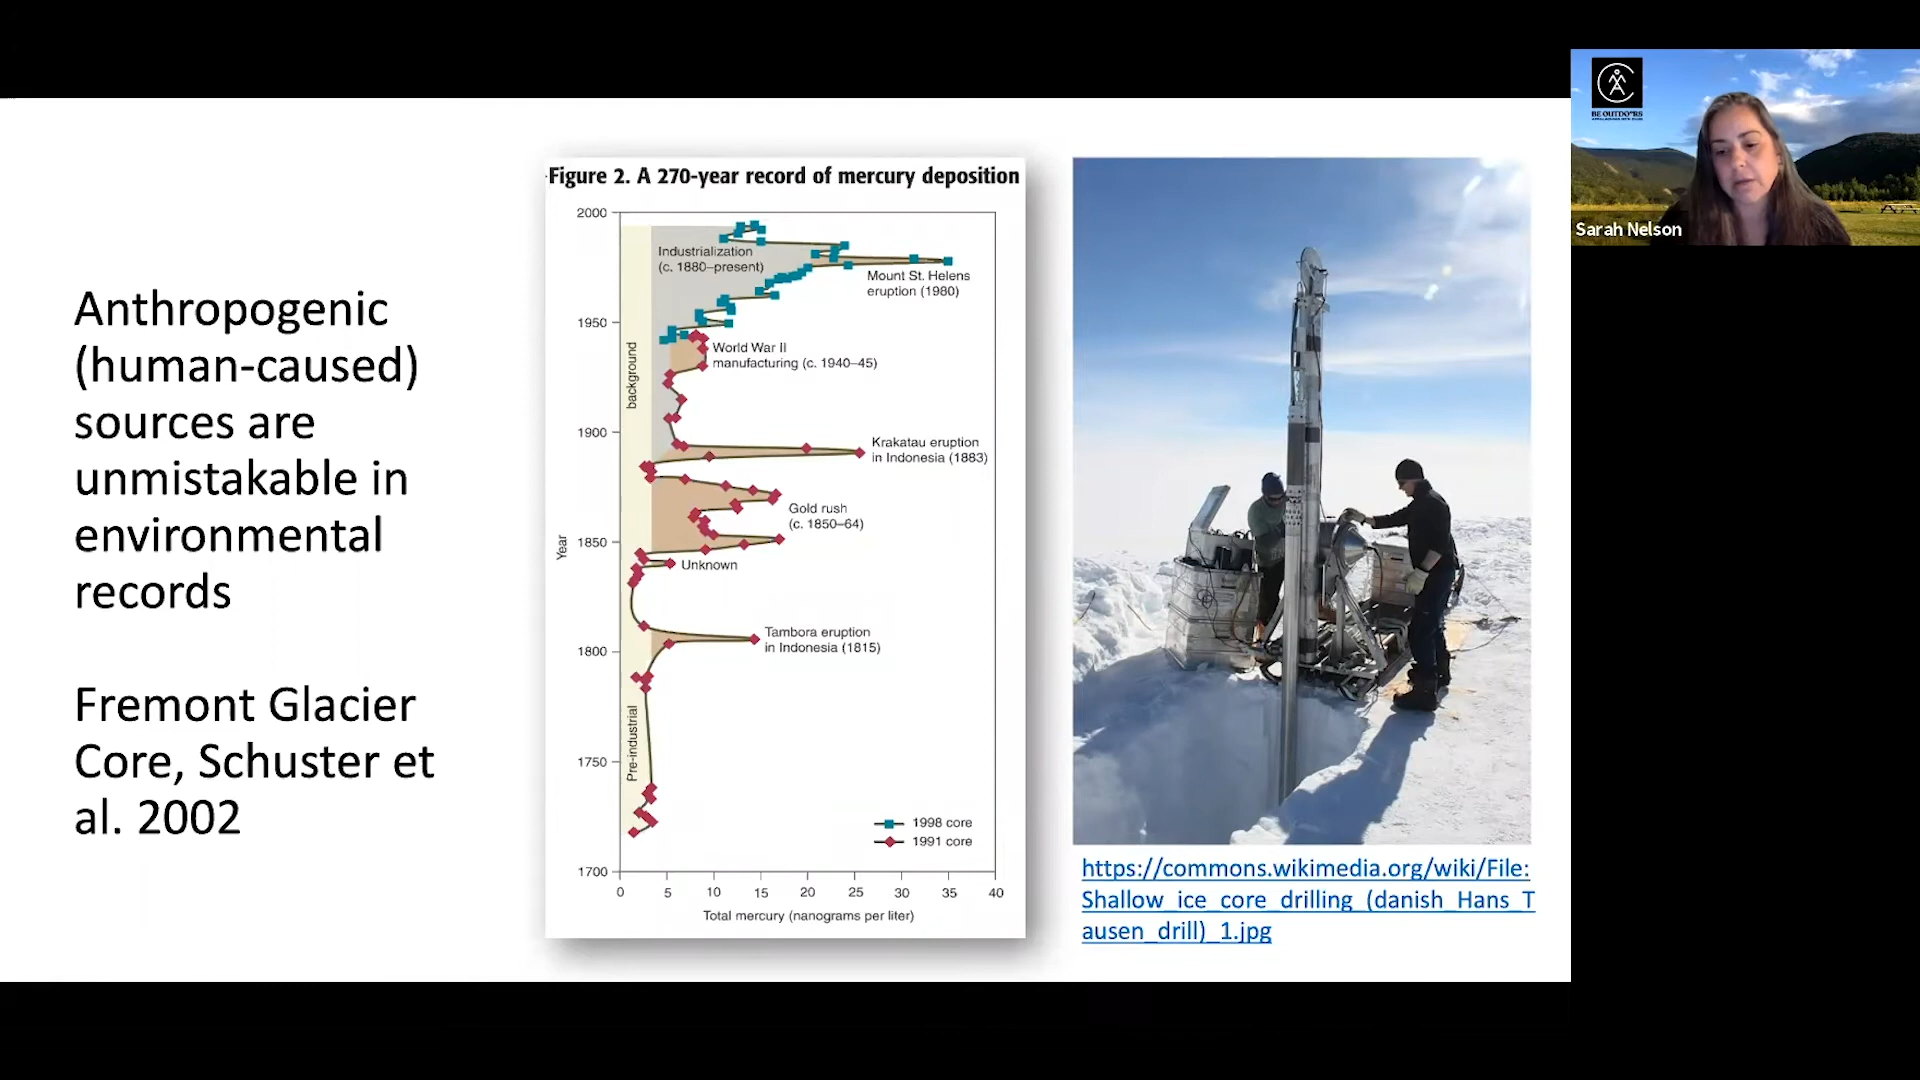 Anthropogenic
(human-caused)
sources are
unmistakable in
environmental
records
Fremont Glacier
Core, Schuster et
al. 2002
Figure 2. A 270-year record of mercury deposition
2000
1950
1900
1850
1800
1750
1700
Year
background
Pre-industrial
Industrialization
(c. 1880–present)
Mount St. Helens
eruption (1980)
World War II
manufacturing (c. 1940–45)
Krakatau eruption
in Indonesia (1883)
Gold rush
(c. 1850–64)
Unknown
Tambora eruption
in Indonesia (1815)
1998 core
1991 core
0 5 10 15 20 25 30 35 40
Total mercury (nanograms per liter)
https://commons.wikimedia.org/wiki/File:
Shallow_ice_core_drilling_(danish_Hans_T
ausen_drill)_1.jpg
BE OUTDOORS
Sarah Nelson